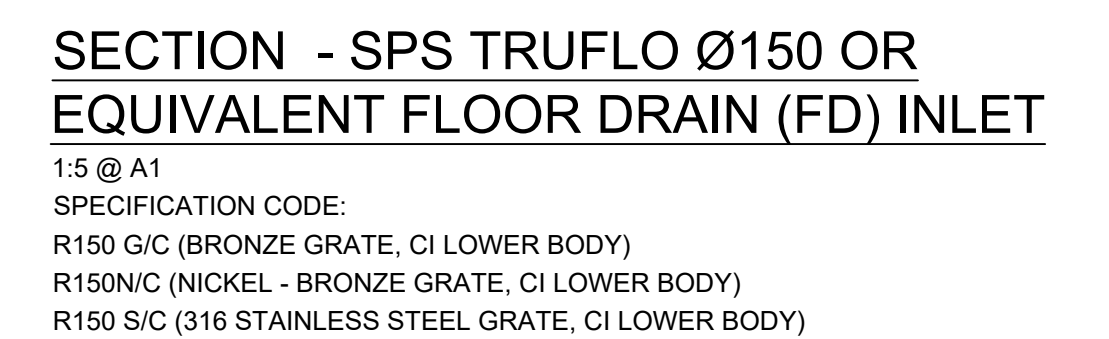 SECTION - SPS TRUFLO Ø150 OR
EQUIVALENT FLOOR DRAIN (FD) INLET
1:5 @ A1
SPECIFICATION CODE:
R150 G/C (BRONZE GRATE, CI LOWER BODY)
R150N/C (NICKEL - BRONZE GRATE, CI LOWER BODY)
R150 S/C (316 STAINLESS STEEL GRATE, CI LOWER BODY)